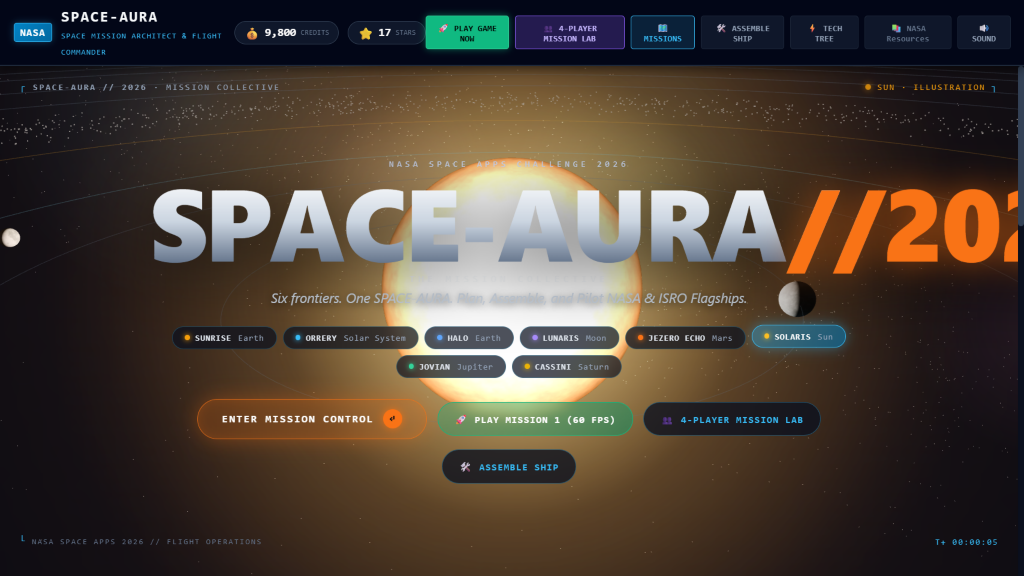 NASA
SPACE-AURA
SPACE MISSION ARCHITECT & FLIGHT
COMMANDER
9,800 CREDITS
17 STARS
PLAY GAME
NOW
4-PLAYER
MISSION LAB
MISSIONS
ASSEMBLE
SHIP
TECH
TREE
NASA
Resources
SOUND
SPACE-AURA // 2026 · MISSION COLLECTIVE
SUN · ILLUSTRATION
NASA SPACE APPS CHALLENGE 2026
SPACE-AURA//202
Six frontiers. One SPACE-AURA. Plan, Assemble, and Pilot NASA & ISRO Flagships.
SUNRISE Earth
ORRERY Solar System
HALO Earth
LUNARIS Moon
JEZERO ECHO Mars
SOLARIS Sun
JOVIAN Jupiter
CASSINI Saturn
ENTER MISSION CONTROL
PLAY MISSION 1 (60 FPS)
4-PLAYER MISSION LAB
ASSEMBLE SHIP
NASA SPACE APPS 2026 // FLIGHT OPERATIONS
T+ 00:00:05